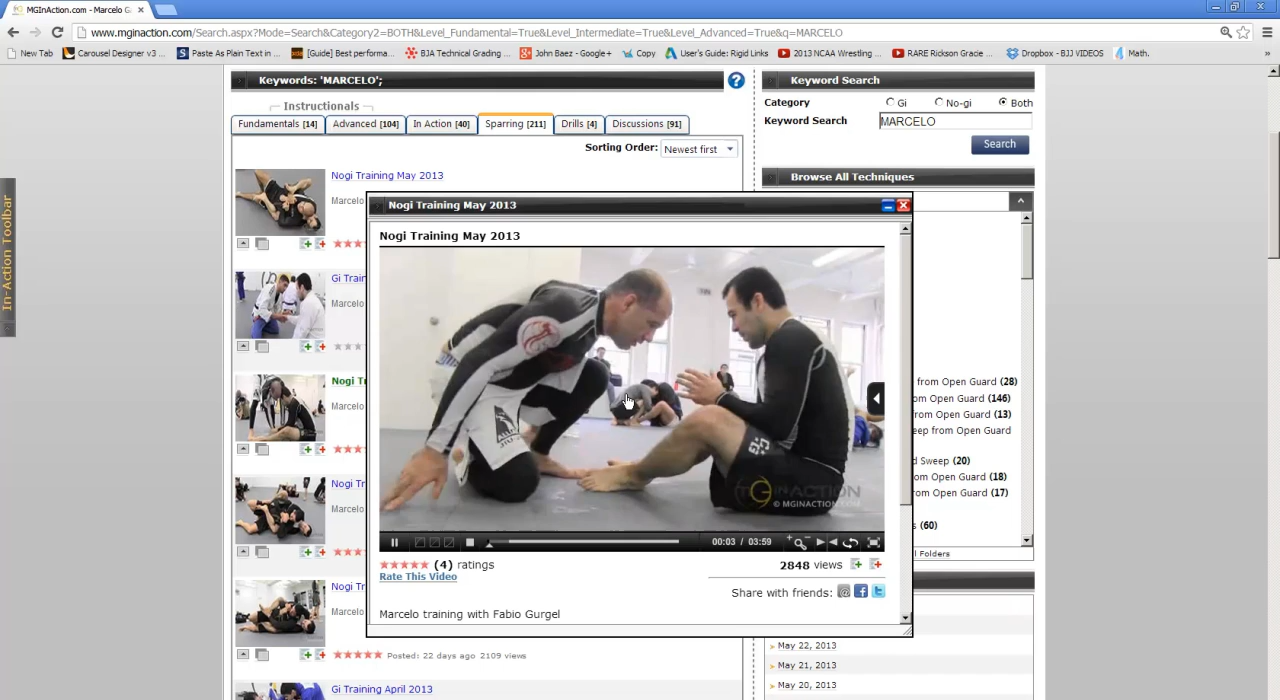 MGInAction.com - Marcelo G
www.mginaction.com/Search.aspx?Mode=Search&Category2=BOTH&Level_Fundamental=True&Level_Intermediate=True&Level_Advanced=True&q=MARCELO
New Tab Carousel Designer v3 ... Paste As Plain Text in ... [Guide] Best performa... BJA Technical Grading ... John Baez - Google+ Copy User's Guide: Rigid Links 2013 NCAA Wrestling ... RARE Rickson Gracie ... Dropbox - BJJ VIDEOS Math. »
Keywords: 'MARCELO';
Instructionals
Fundamentals [14] Advanced [104] In Action [40] Sparring [211] Drills [4] Discussions [91]
Sorting Order: Newest first
Nogi Training May 2013
Marcelo
Gi Train
Marcelo
Nogi Tr
Marcelo
Nogi Tr
Marcelo
Nogi Tr
Marcelo
Posted: 22 days ago 2109 views
Gi Training April 2013
In-Action Toolbar
Nogi Training May 2013
Nogi Training May 2013
© MGINACTION.COM
00:03 / 03:59
(4) ratings
2848 views
Rate This Video
Share with friends:
Marcelo training with Fabio Gurgel
Keyword Search
Category Gi No-gi Both
Keyword Search MARCELO
Search
Browse All Techniques
from Open Guard (28)
om Open Guard (146)
rom Open Guard (13)
eep from Open Guard
d Sweep (20)
om Open Guard (18)
om Open Guard (17)
s (60)
l Folders
May 22, 2013
May 21, 2013
May 20, 2013